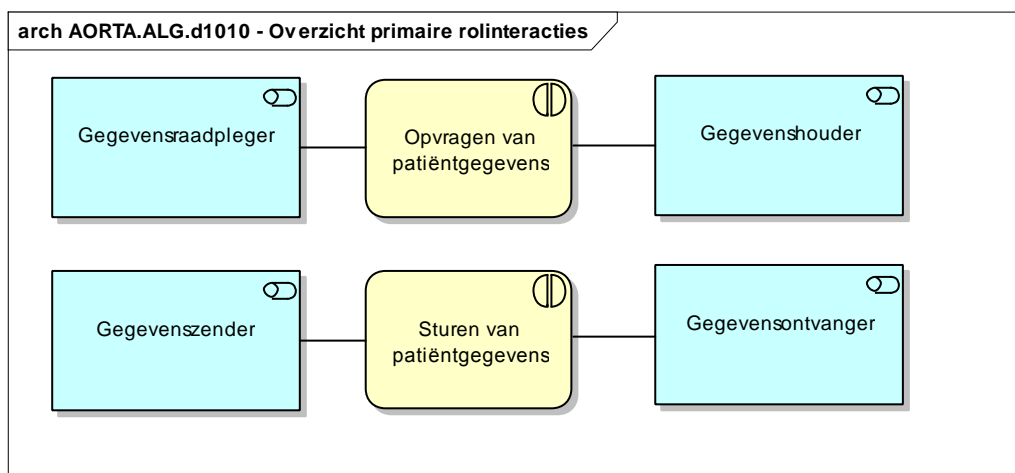 arch AORTA.ALG.d1010 - Overzicht primaire rolinteracties
Gegevensraadpleger
Opvragen van
patiëntgegevens
Gegevenshouder
Gegevenszender
Sturen van
patiëntgegevens
Gegevensontvanger